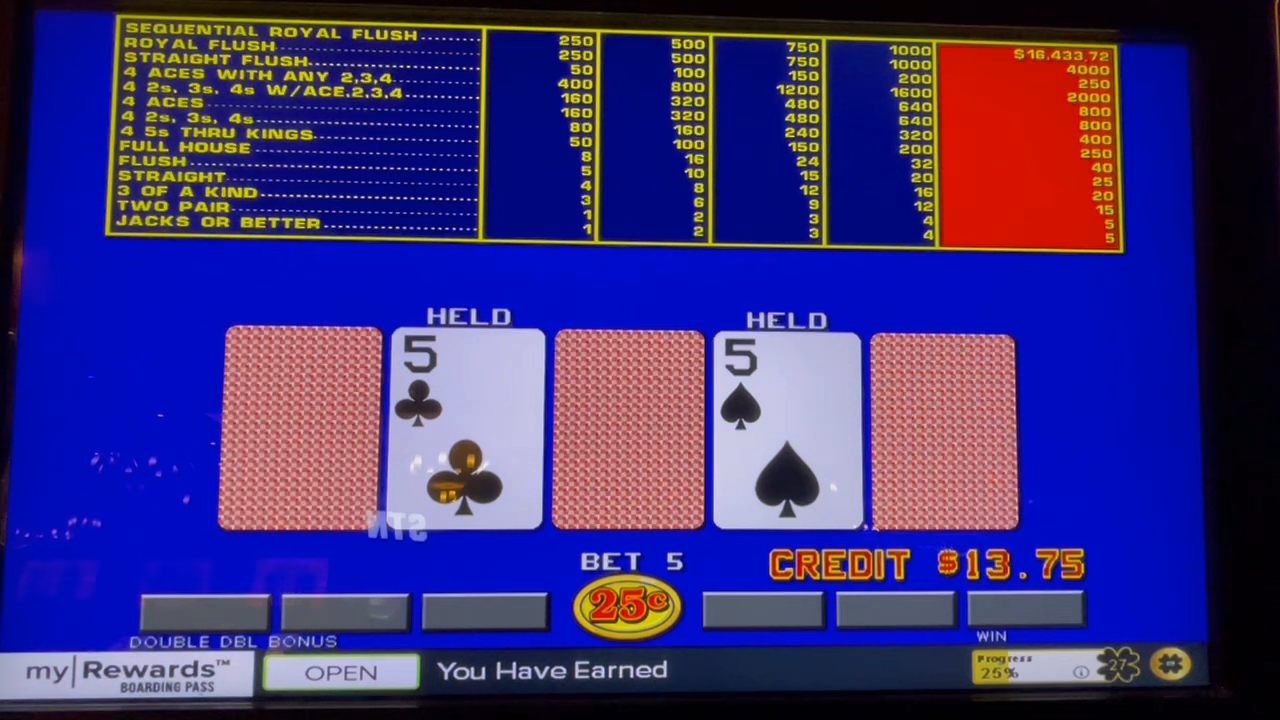 SEQUENTIAL ROYAL FLUSH 250 500 750 1000 $16,433.72
ROYAL FLUSH 250 500 750 1000 4000
STRAIGHT FLUSH 50 100 150 200 250
4 ACES WITH ANY 2,3,4 400 800 1200 1600 2000
4 2s, 3s, 4s W/ACE,2,3,4 160 320 480 640 800
4 ACES 160 320 480 640 800
4 2s, 3s, 4s 80 160 240 320 400
4 5s THRU KINGS 50 100 150 200 250
FULL HOUSE 8 16 24 32 40
FLUSH 5 10 15 20 25
STRAIGHT 4 8 12 16 20
3 OF A KIND 3 6 9 12 15
TWO PAIR 1 2 3 4 5
JACKS OR BETTER 1 2 3 4 5
HELD HELD
5 5
STN
BET 5 CREDIT $13.75
25¢
DOUBLE DBL BONUS WIN
my|Rewards™ OPEN You Have Earned Progress 27
BOARDING PASS 25%